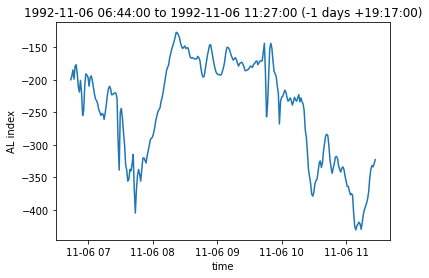 1992-11-06 06:44:00 to 1992-11-06 11:27:00 (-1 days +19:17:00)
−150
−200
−250
−300
−350
−400
AL index
11-06 07 11-06 08 11-06 09 11-06 10 11-06 11
time